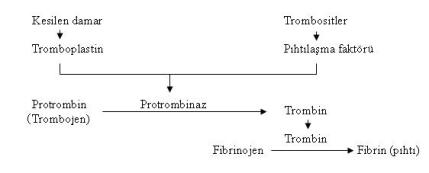 Kesilen damar
Trombositler
Tromboplastin
Pıhtılaşma faktörü
Protrombin
(Trombojen)
Protrombinaz
Trombin
Trombin
Fibrinojen
Fibrin (pıhtı)